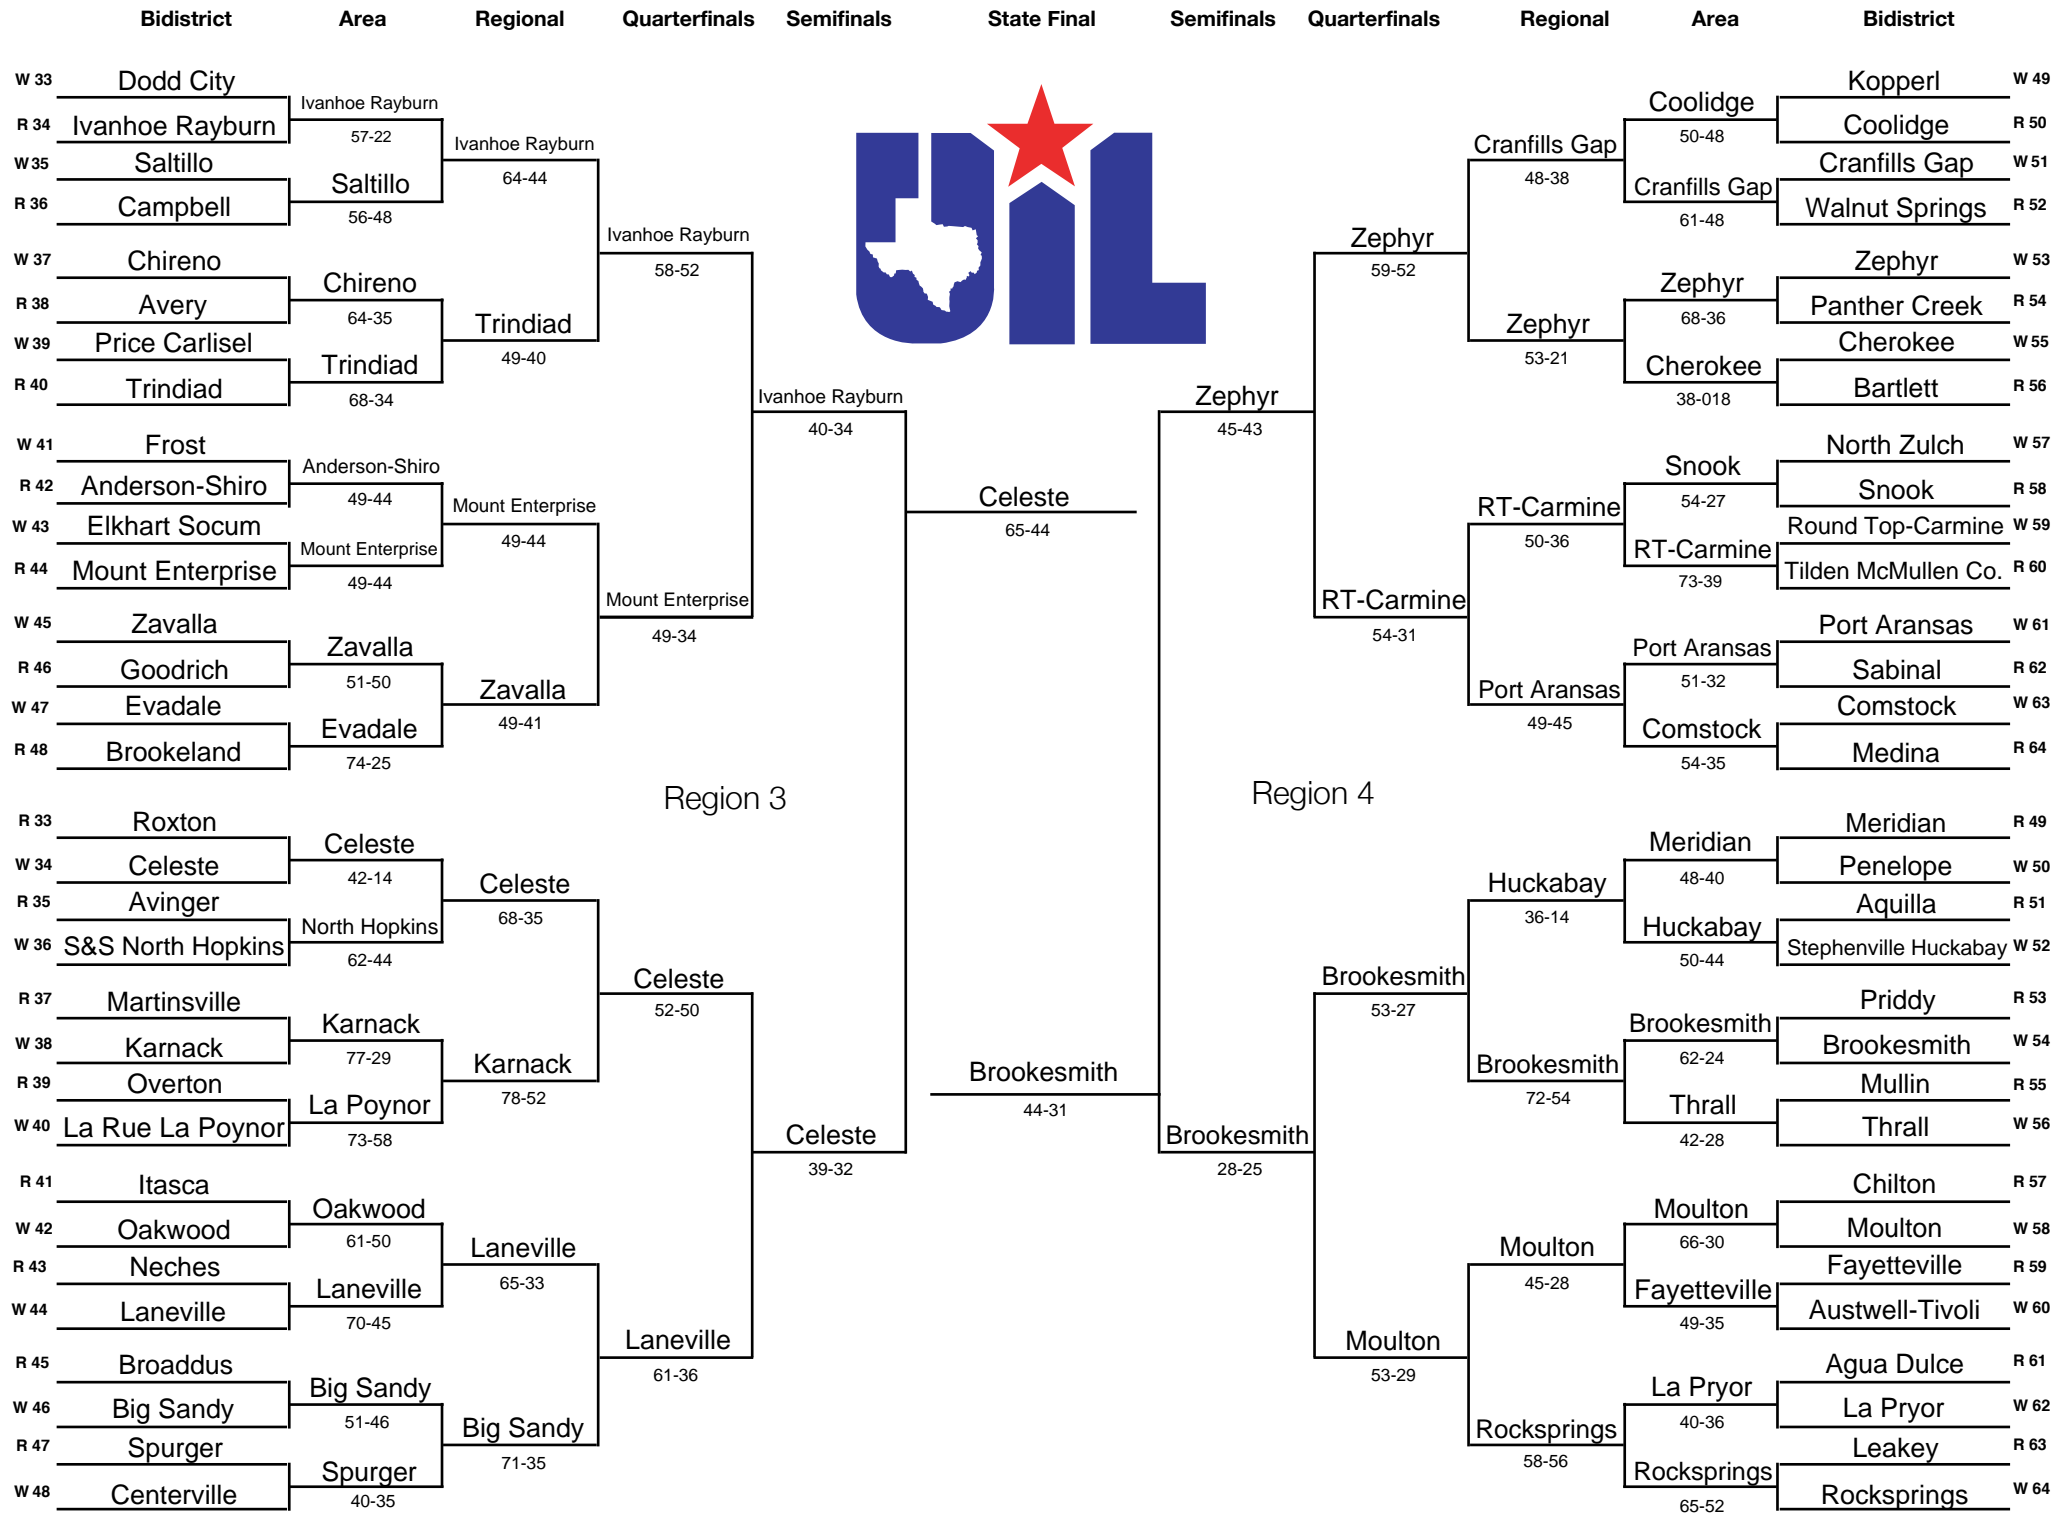 Bidistrict Area Regional Quarterfinals Semifinals State Final Semifinals Quarterfinals Regional Area Bidistrict
W 33 Dodd City
Ivanhoe Rayburn
R 34 Ivanhoe Rayburn
57-22
Ivanhoe Rayburn
64-44
W 35 Saltillo
Saltillo
R 36 Campbell
56-48
Ivanhoe Rayburn
58-52
W 37 Chireno
Chireno
R 38 Avery
64-35
Trindiad
49-40
W 39 Price Carlisel
Trindiad
R 40 Trindiad
68-34
Ivanhoe Rayburn
40-34
W 41 Frost
Anderson-Shiro
R 42 Anderson-Shiro
49-44
Mount Enterprise
49-44
W 43 Elkhart Socum
Mount Enterprise
R 44 Mount Enterprise
49-44
Mount Enterprise
49-34
W 45 Zavalla
Zavalla
R 46 Goodrich
51-50
Zavalla
49-41
W 47 Evadale
Evadale
R 48 Brookeland
74-25
Region 3
Celeste
65-44
R 33 Roxton
Celeste
W 34 Celeste
42-14
Celeste
68-35
R 35 Avinger
North Hopkins
W 36 S&S North Hopkins
62-44
Celeste
52-50
R 37 Martinsville
Karnack
W 38 Karnack
77-29
Karnack
78-52
R 39 Overton
La Poynor
W 40 La Rue La Poynor
73-58
Celeste
39-32
R 41 Itasca
Oakwood
W 42 Oakwood
61-50
Laneville
65-33
R 43 Neches
Laneville
W 44 Laneville
70-45
Laneville
61-36
R 45 Broaddus
Big Sandy
W 46 Big Sandy
51-46
Big Sandy
71-35
R 47 Spurger
Spurger
W 48 Centerville
40-35
UIL
Kopperl W 49
Coolidge
Coolidge R 50
50-48
Cranfills Gap
48-38
Cranfills Gap W 51
Cranfills Gap
Walnut Springs R 52
61-48
Zephyr
59-52
Zephyr W 53
Zephyr
Panther Creek R 54
68-36
Zephyr
53-21
Cherokee W 55
Cherokee
Bartlett R 56
38-018
Zephyr
45-43
North Zulch W 57
Snook
Snook R 58
54-27
RT-Carmine
50-36
Round Top-Carmine W 59
RT-Carmine
Tilden McMullen Co. R 60
73-39
RT-Carmine
54-31
Port Aransas W 61
Port Aransas
Sabinal R 62
51-32
Port Aransas
49-45
Comstock W 63
Comstock
Medina R 64
54-35
Region 4
Brookesmith
44-31
Meridian R 49
Meridian
Penelope W 50
48-40
Huckabay
36-14
Aquilla R 51
Huckabay
Stephenville Huckabay W 52
50-44
Brookesmith
53-27
Priddy R 53
Brookesmith
Brookesmith W 54
62-24
Brookesmith
72-54
Mullin R 55
Thrall
Thrall W 56
42-28
Brookesmith
28-25
Chilton R 57
Moulton
Moulton W 58
66-30
Moulton
45-28
Fayetteville R 59
Fayetteville
Austwell-Tivoli W 60
49-35
Moulton
53-29
Agua Dulce R 61
La Pryor
La Pryor W 62
40-36
Rocksprings
58-56
Leakey R 63
Rocksprings
Rocksprings W 64
65-52